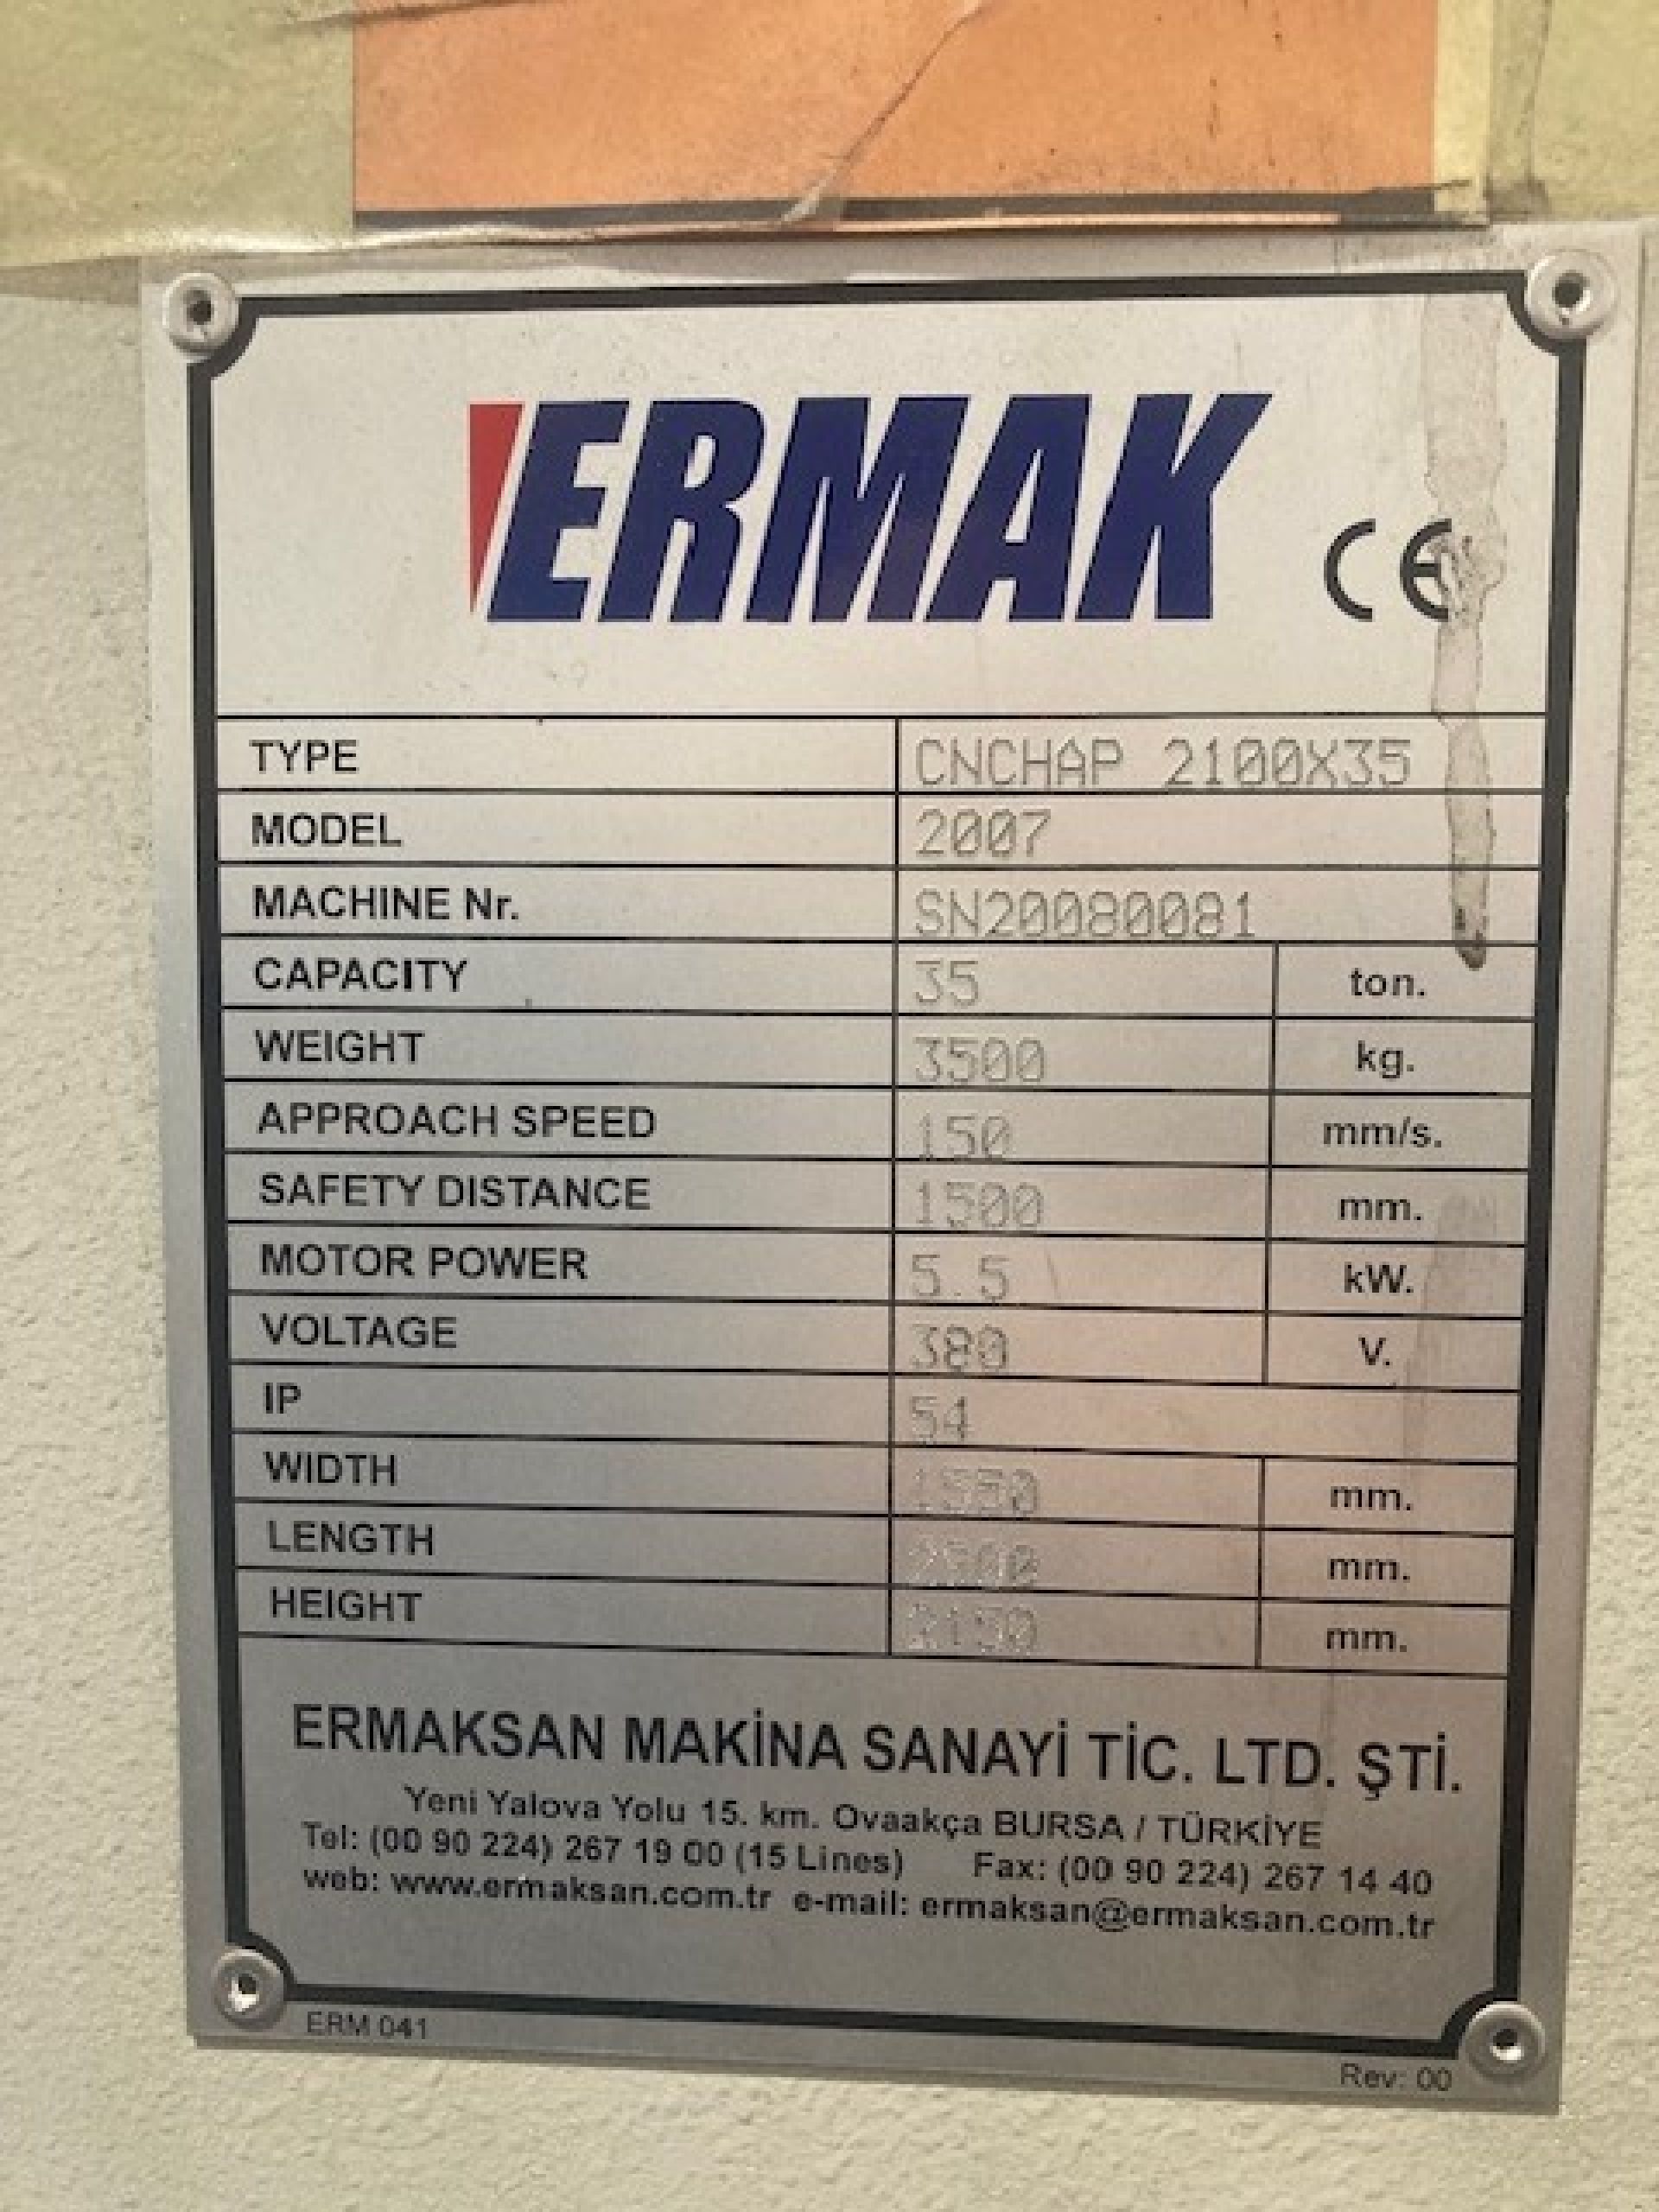 ERMAK CE
TYPE CNCHAP 2100X35
MODEL 2007
MACHINE Nr. SN20080081
CAPACITY 35 ton.
WEIGHT 3500 kg.
APPROACH SPEED 150 mm/s.
SAFETY DISTANCE 1500 mm.
MOTOR POWER 5.5 kW.
VOLTAGE 380 V.
IP 54
WIDTH mm.
LENGTH mm.
HEIGHT mm.
ERMAKSAN MAKİNA SANAYİ TİC. LTD. ŞTİ.
Yeni Yalova Yolu 15. km. Ovaakça BURSA / TÜRKİYE
Tel: (00 90 224) 267 19 00 (15 Lines) Fax: (00 90 224) 267 14 40
web: www.ermaksan.com.tr e-mail: ermaksan@ermaksan.com.tr
ERM 041
Rev: 00